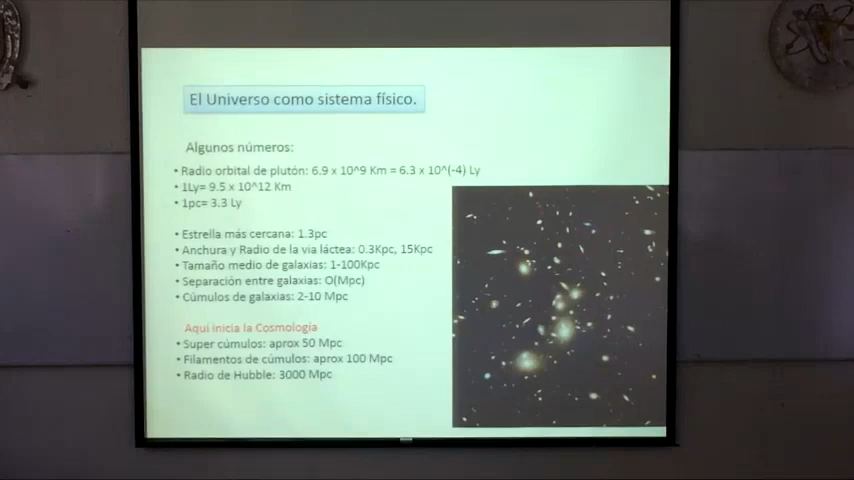 El Universo como sistema físico.
Algunos números:
• Radio orbital de plutón: 6.9 x 10^9 Km = 6.3 x 10^(-4) Ly
• 1Ly= 9.5 x 10^12 Km
• 1pc= 3.3 Ly
• Estrella más cercana: 1.3pc
• Anchura y Radio de la via láctea: 0.3Kpc, 15Kpc
• Tamaño medio de galaxias: 1-100Kpc
• Separación entre galaxias: O(Mpc)
• Cúmulos de galaxias: 2-10 Mpc
Aqui inicia la Cosmología
• Super cúmulos: aprox 50 Mpc
• Filamentos de cúmulos: aprox 100 Mpc
• Radio de Hubble: 3000 Mpc